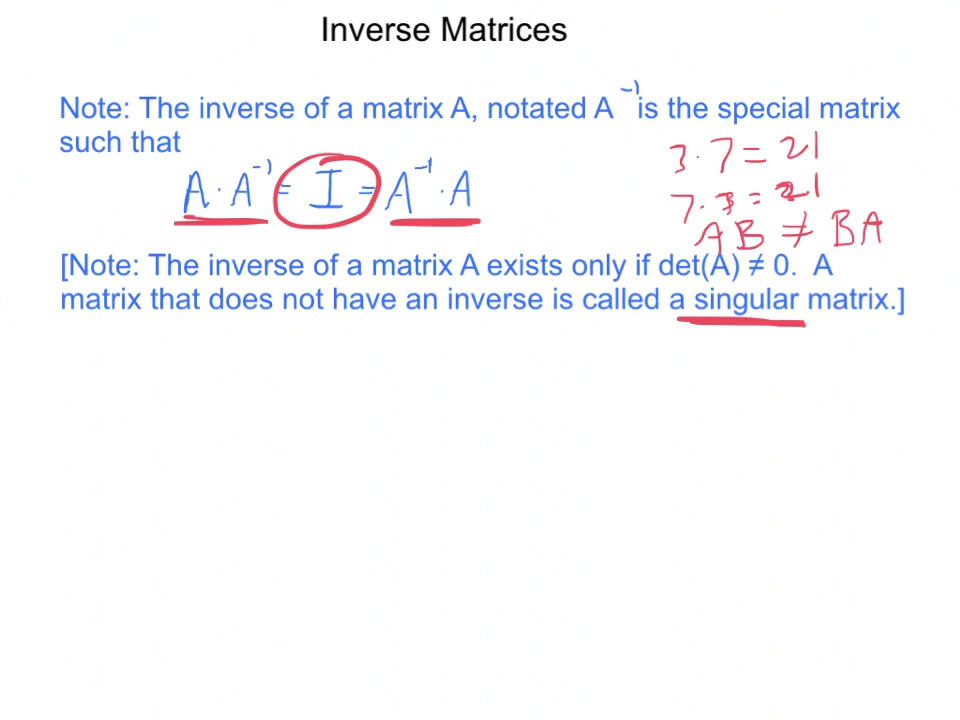 Inverse Matrices
Note: The inverse of a matrix A, notated A⁻¹ is the special matrix
such that
A · A⁻¹ = I = A⁻¹ · A
3 · 7 = 21
7 · 3 = 21
AB ≠ BA
[Note: The inverse of a matrix A exists only if det(A) ≠ 0. A
matrix that does not have an inverse is called a singular matrix.]